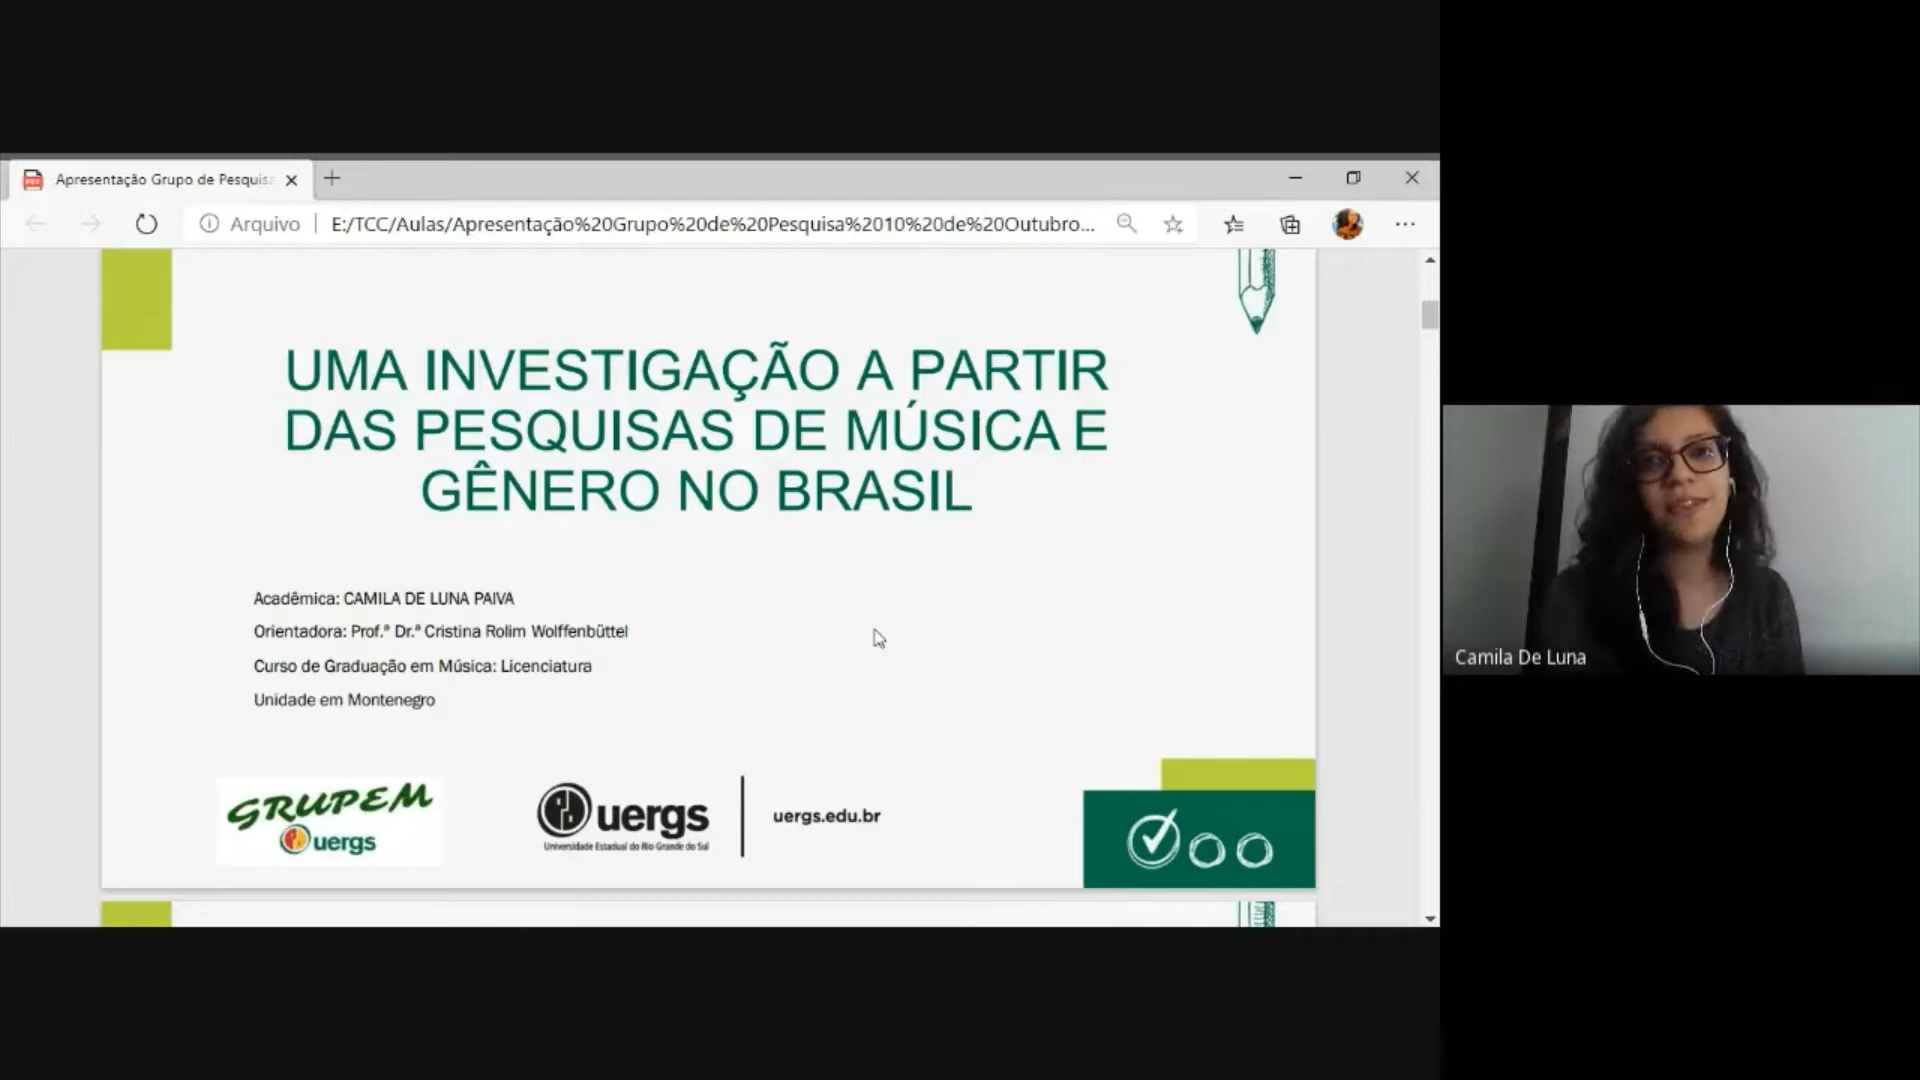 Apresentação Grupo de Pesquis
Arquivo
E:/TCC/Aulas/Apresentação%20Grupo%20de%20Pesquisa%2010%20de%20Outubro...
UMA INVESTIGAÇÃO A PARTIR
DAS PESQUISAS DE MÚSICA E
GÊNERO NO BRASIL
Acadêmica: CAMILA DE LUNA PAIVA
Orientadora: Prof.ª Dr.ª Cristina Rolim Wolffenbüttel
Curso de Graduação em Música: Licenciatura
Unidade em Montenegro
GRUPEM
uergs
uergs
Universidade Estadual do Rio Grande do Sul
uergs.edu.br
Camila De Luna